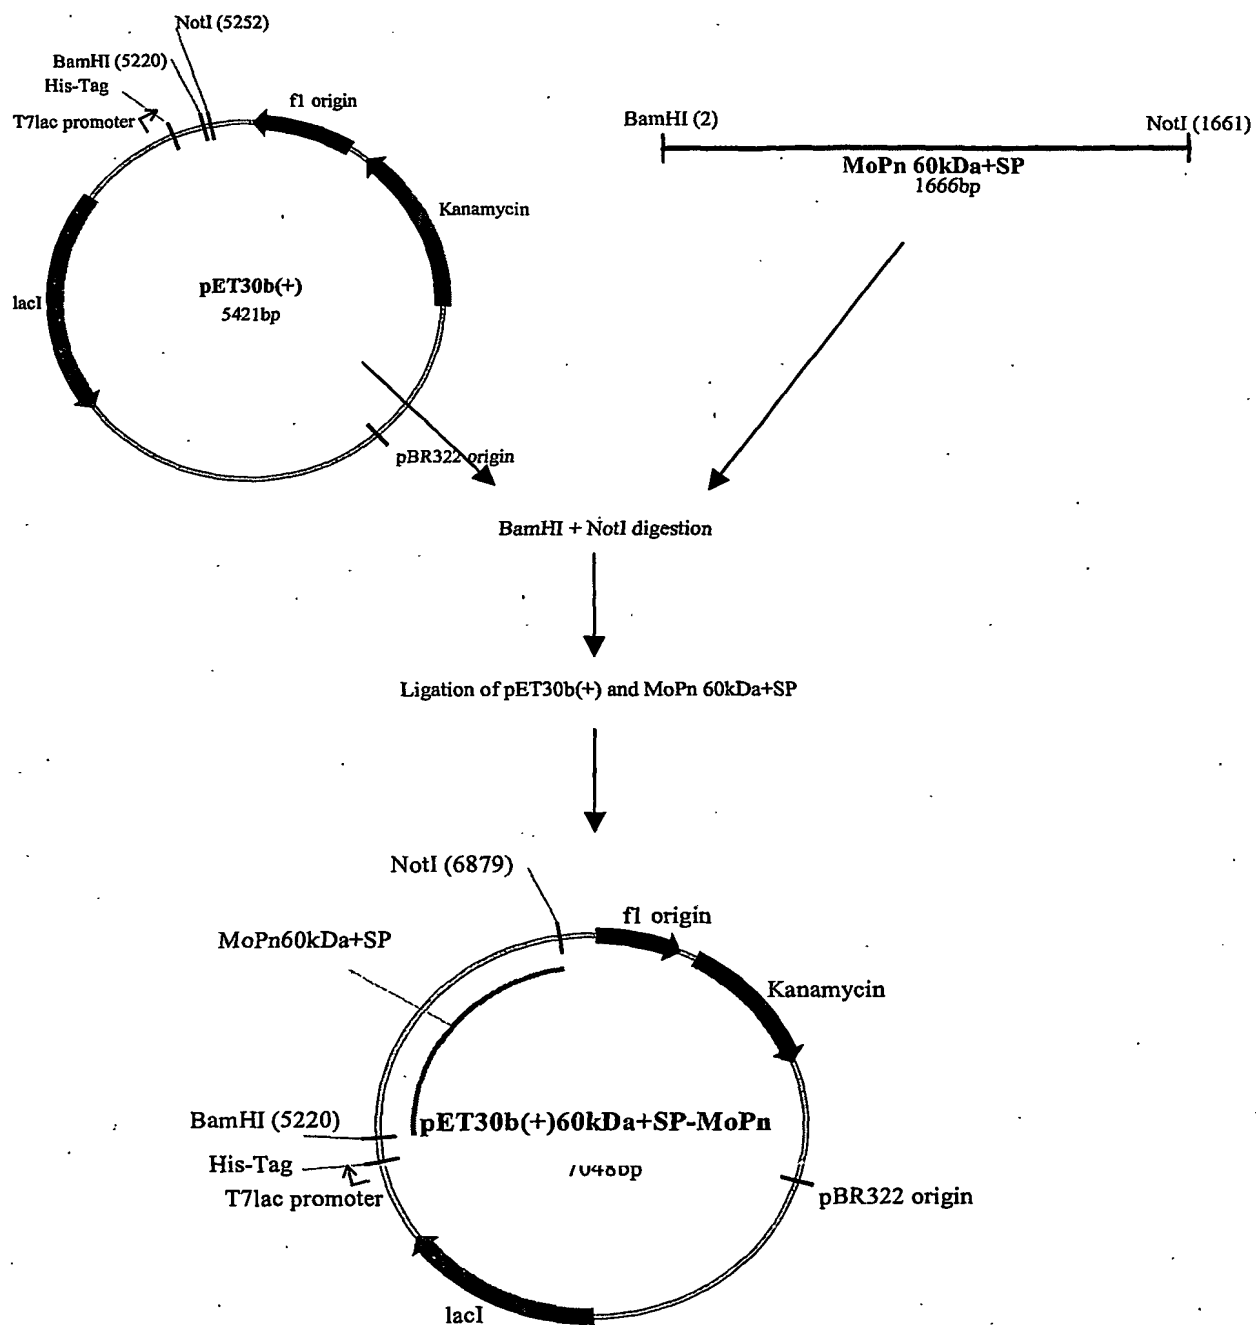 NotI (5252)
BamHI (5220)
His-Tag
T7lac promoter
f1 origin
Kanamycin
pET30b(+)
5421bp
lacI
pBR322 origin
BamHI (2)
NotI (1661)
MoPn 60kDa+SP
1666bp
BamHI + NotI digestion
Ligation of pET30b(+) and MoPn 60kDa+SP
NotI (6879)
f1 origin
MoPn60kDa+SP
Kanamycin
BamHI (5220)
pET30b(+)60kDa+SP-MoPn
His-Tag
7048bp
T7lac promoter
pBR322 origin
lacI